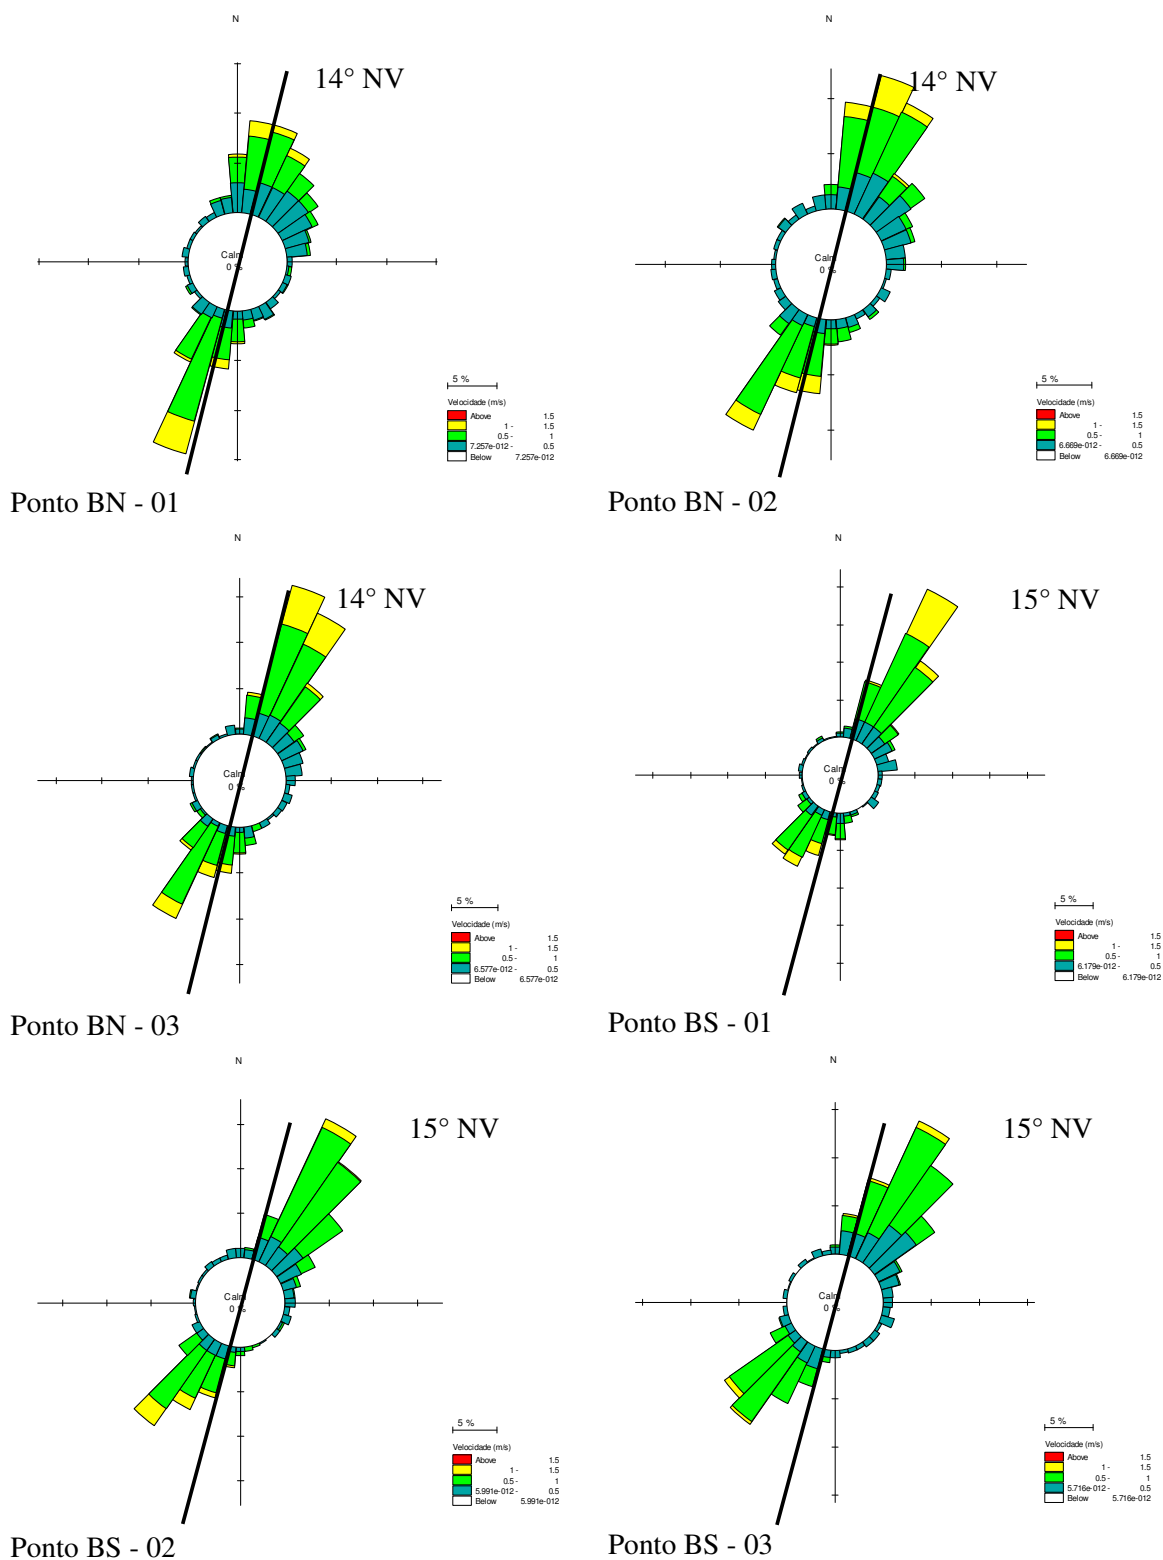 N
14° NV
Calm
0 %
5 %
Velocidade (m/s)
Above 1.5
1 - 1.5
0.5 - 1
7.257e-012 - 0.5
Below 7.257e-012
Ponto BN - 01
N
14° NV
Calm
0 %
5 %
Velocidade (m/s)
Above 1.5
1 - 1.5
0.5 - 1
6.669e-012 - 0.5
Below 6.669e-012
Ponto BN - 02
N
14° NV
Calm
0 %
5 %
Velocidade (m/s)
Above 1.5
1 - 1.5
0.5 - 1
6.577e-012 - 0.5
Below 6.577e-012
Ponto BN - 03
N
15° NV
Calm
0 %
5 %
Velocidade (m/s)
Above 1.5
1 - 1.5
0.5 - 1
6.179e-012 - 0.5
Below 6.179e-012
Ponto BS - 01
N
15° NV
Calm
0 %
5 %
Velocidade (m/s)
Above 1.5
1 - 1.5
0.5 - 1
5.991e-012 - 0.5
Below 5.991e-012
Ponto BS - 02
N
15° NV
Calm
0 %
5 %
Velocidade (m/s)
Above 1.5
1 - 1.5
0.5 - 1
5.716e-012 - 0.5
Below 5.716e-012
Ponto BS - 03